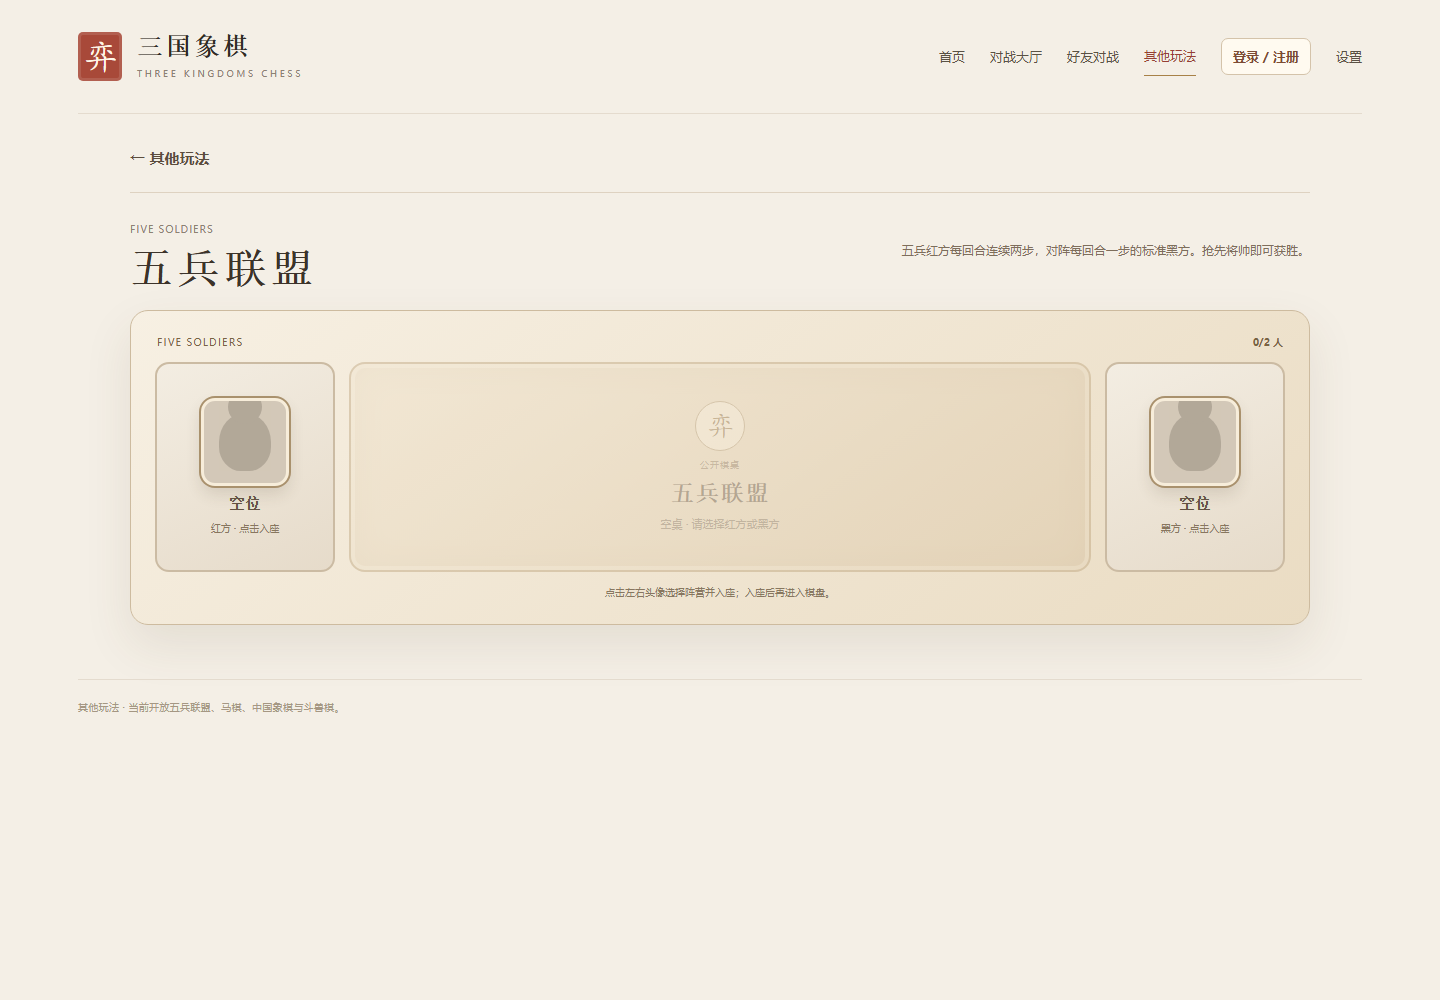 弈
三国象棋
THREE KINGDOMS CHESS
首页
对战大厅
好友对战
其他玩法
登录 / 注册
设置
← 其他玩法
FIVE SOLDIERS
五兵联盟
五兵红方每回合连续两步，对阵每回合一步的标准黑方。抢先将帅即可获胜。
FIVE SOLDIERS
0/2 人
空位
红方 · 点击入座
弈
公开棋桌
五兵联盟
空桌 · 请选择红方或黑方
空位
黑方 · 点击入座
点击左右头像选择阵营并入座；入座后再进入棋盘。
其他玩法 · 当前开放五兵联盟、马棋、中国象棋与斗兽棋。